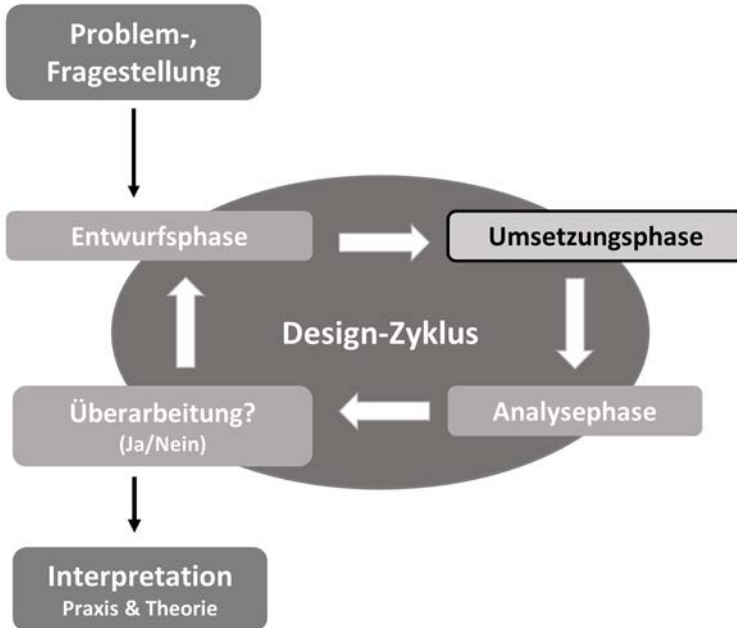 Problem-,
Fragestellung
Entwurfsphase
Umsetzungsphase
Design-Zyklus
Überarbeitung?
(Ja/Nein)
Analysephase
Interpretation
Praxis & Theorie